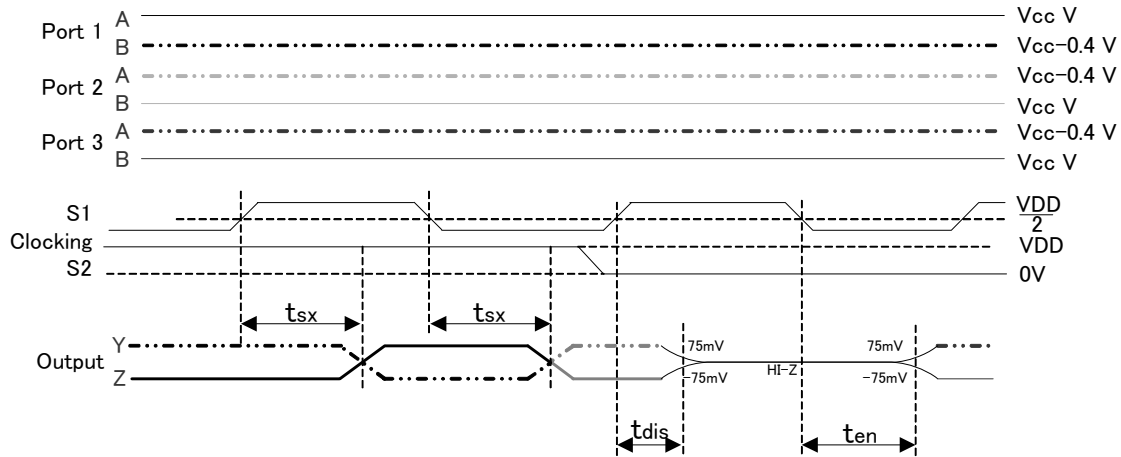 Port 1 A Vcc V
B Vcc-0.4 V
Port 2 A Vcc-0.4 V
B Vcc V
Port 3 A Vcc-0.4 V
B Vcc V
S1 VDD
2
Clocking VDD
S2 0V
tsx tsx
Output Y 75mV 75mV
HI-Z
Z -75mV -75mV
tdis ten